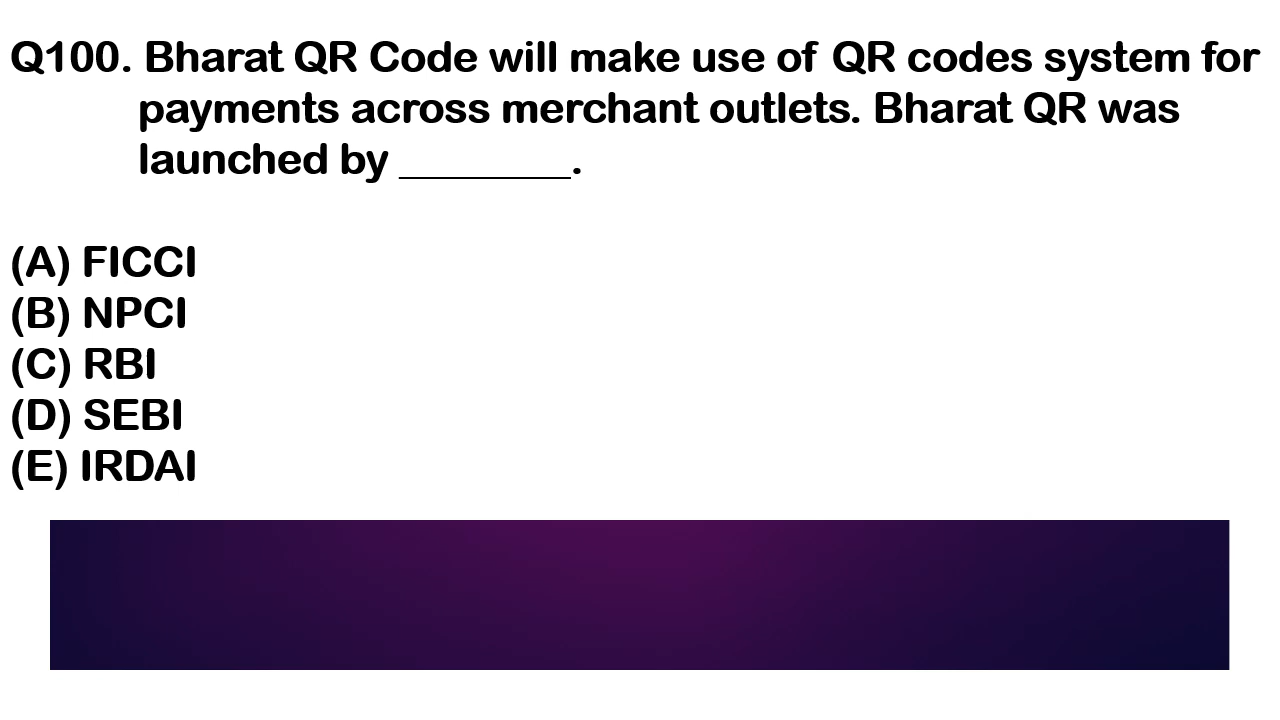 Q100. Bharat QR Code will make use of QR codes system for
payments across merchant outlets. Bharat QR was
launched by ________.
(A) FICCI
(B) NPCI
(C) RBI
(D) SEBI
(E) IRDAI